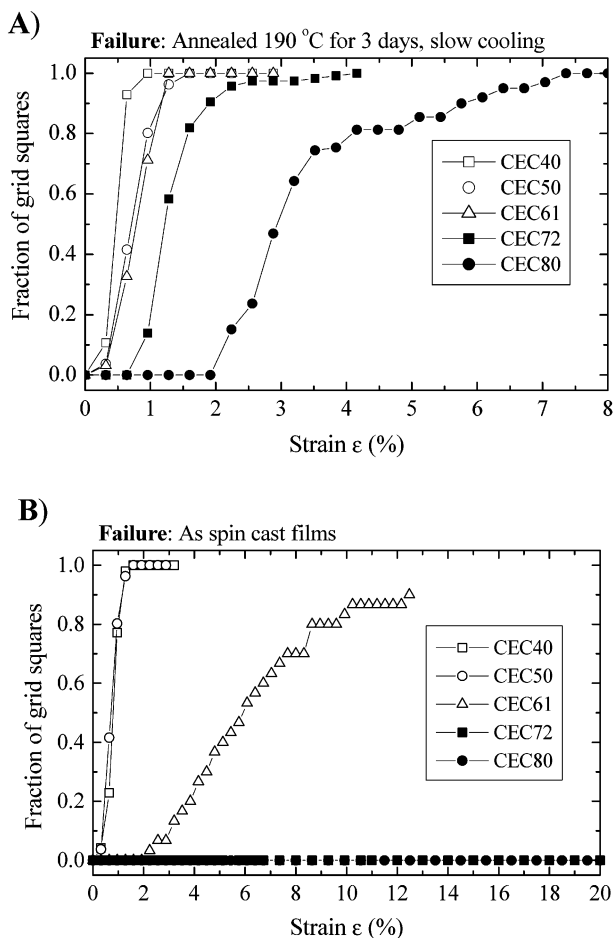 A)
Failure: Annealed 190 °C for 3 days, slow cooling
1.0
0.8
0.6
0.4
0.2
0.0
Fraction of grid squares
CEC40
CEC50
CEC61
CEC72
CEC80
0 1 2 3 4 5 6 7 8
Strain ε (%)
B)
Failure: As spin cast films
1.0
0.8
0.6
0.4
0.2
0.0
Fraction of grid squares
CEC40
CEC50
CEC61
CEC72
CEC80
0 2 4 6 8 10 12 14 16 18 20
Strain ε (%)